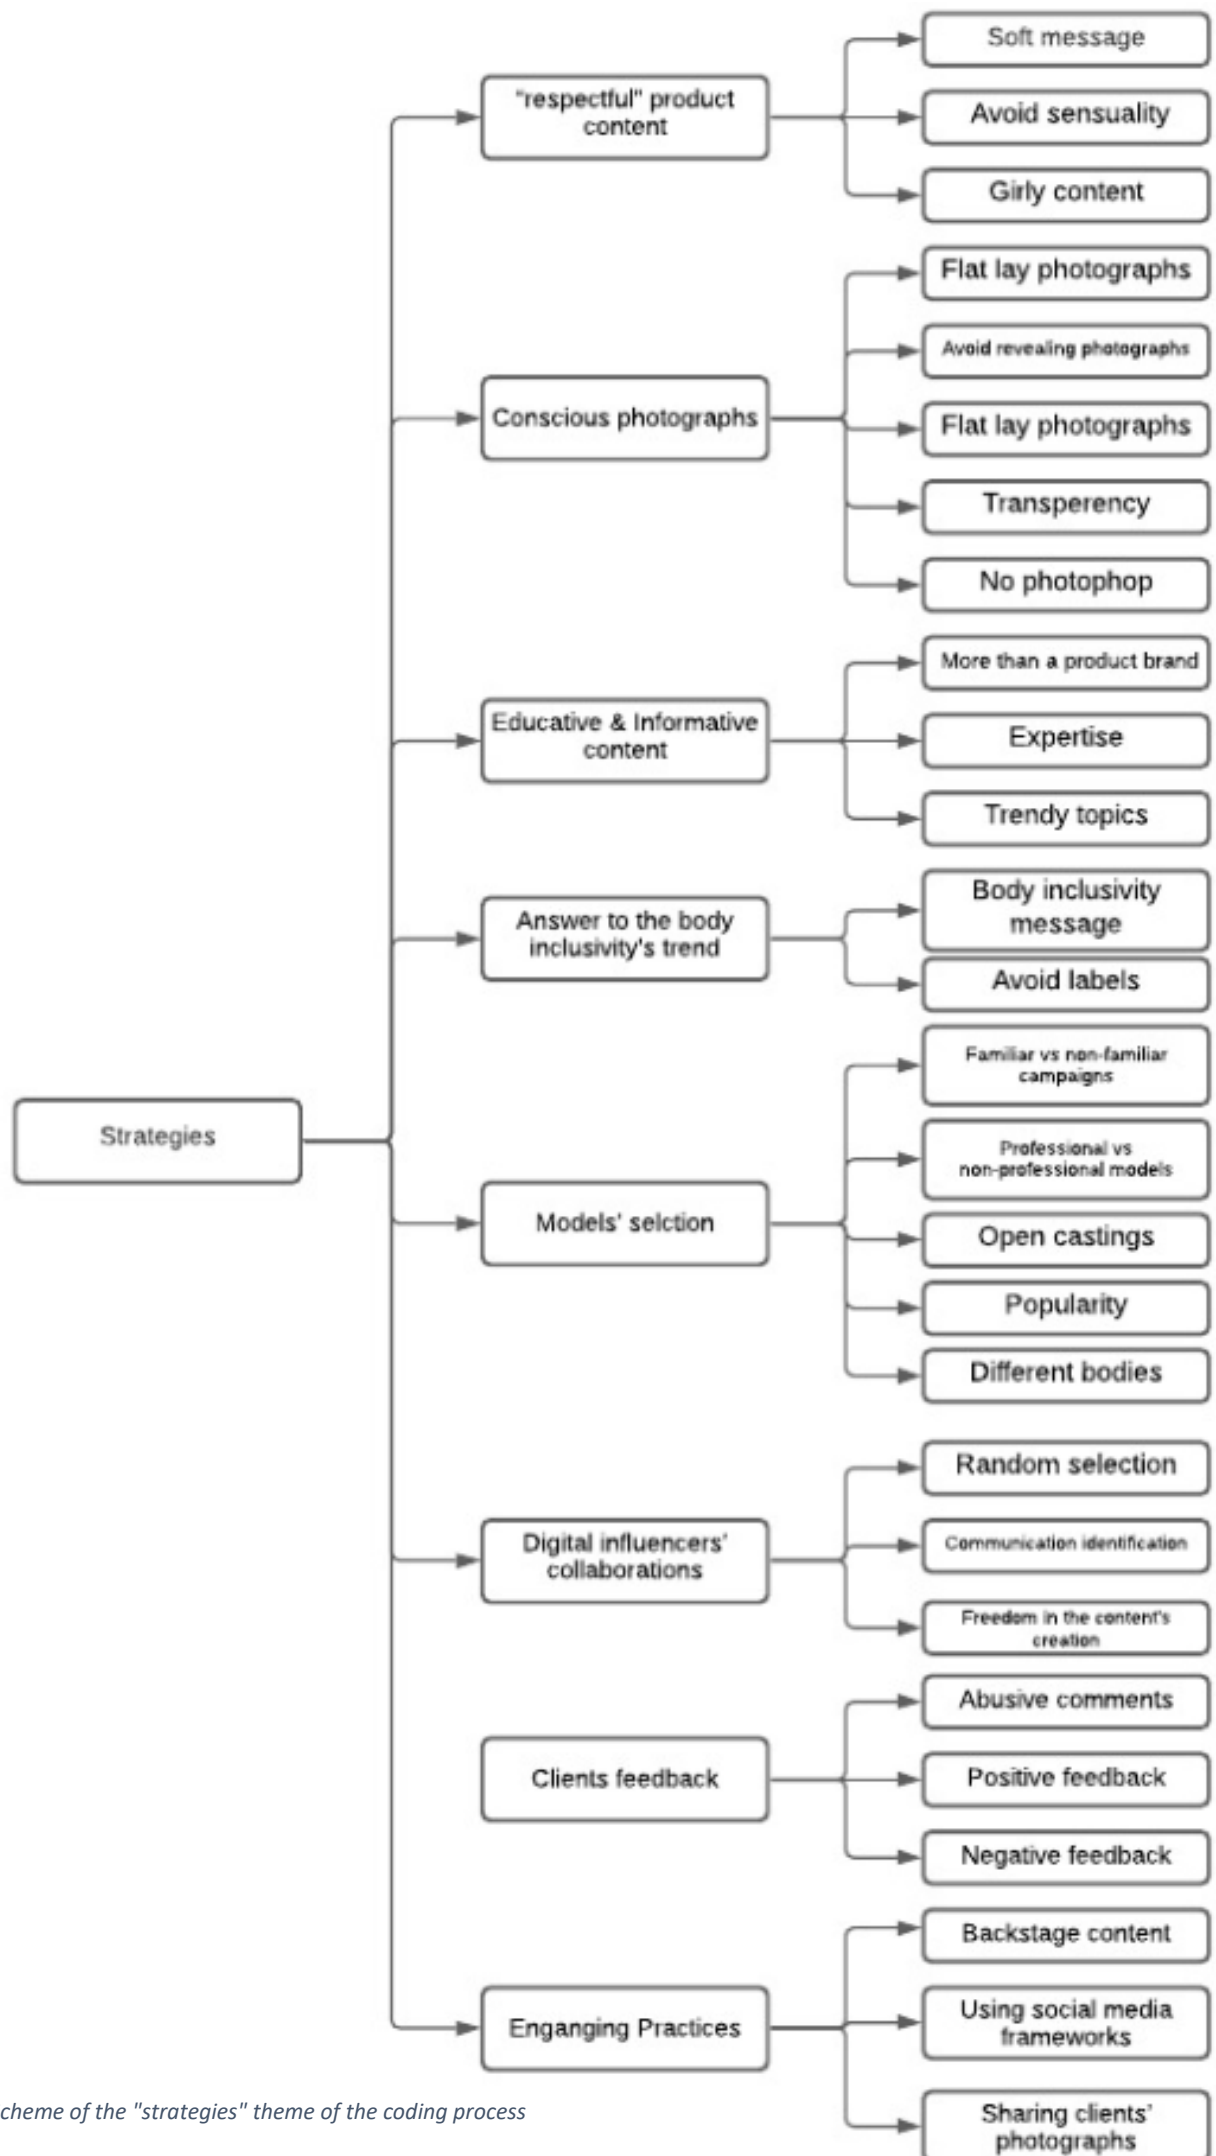 Soft message
"respectful" product
content
Avoid sensuality
Girly content
Flat lay photographs
Avoid revealing photographs
Conscious photographs
Flat lay photographs
Transperency
No photophop
More than a product brand
Educative & Informative
content
Expertise
Trendy topics
Body inclusivity
message
Answer to the body
inclusivity's trend
Avoid labels
Familiar vs non-familiar
campaigns
Strategies
Professional vs
non-professional models
Models' selction
Open castings
Popularity
Different bodies
Random selection
Digital influencers'
collaborations
Communication identification
Freedom in the content's
creation
Abusive comments
Clients feedback
Positive feedback
Negative feedback
Backstage content
Enganging Practices
Using social media
frameworks
Sharing clients'
photographs
cheme of the "strategies" theme of the coding process